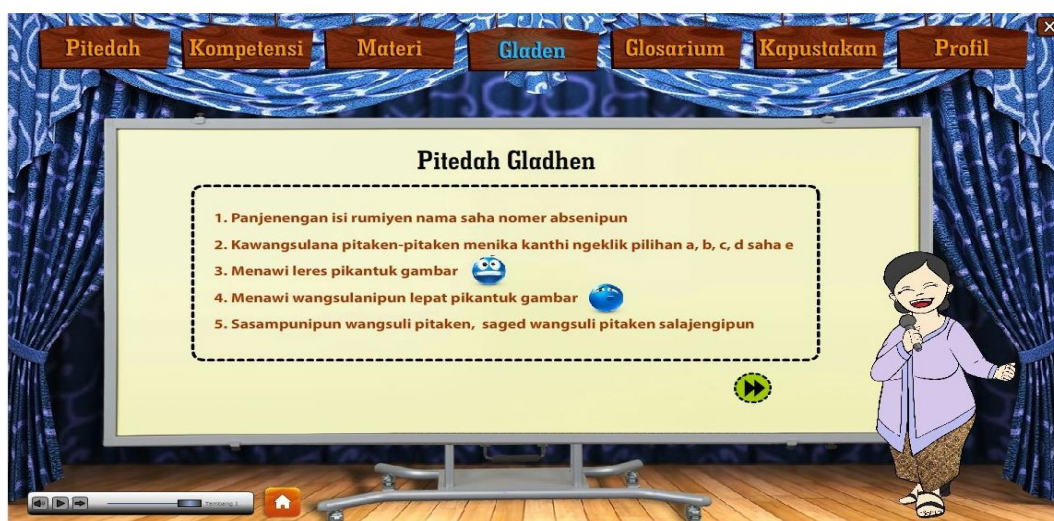 Pitedah Kompetensi Materi Gladen Glosarium Kapustakan Profil
Pitedah Gladhen
1. Panjenengan isi rumiyen nama saha nomer absenipun
2. Kawangsulana pitaken-pitaken menika kanthi ngeklik pilihan a, b, c, d saha e
3. Menawi leres pikantuk gambar
4. Menawi wangsulanipun lepat pikantuk gambar
5. Sasampunipun wangsuli pitaken, saged wangsuli pitaken salajengipun
Tembang 1